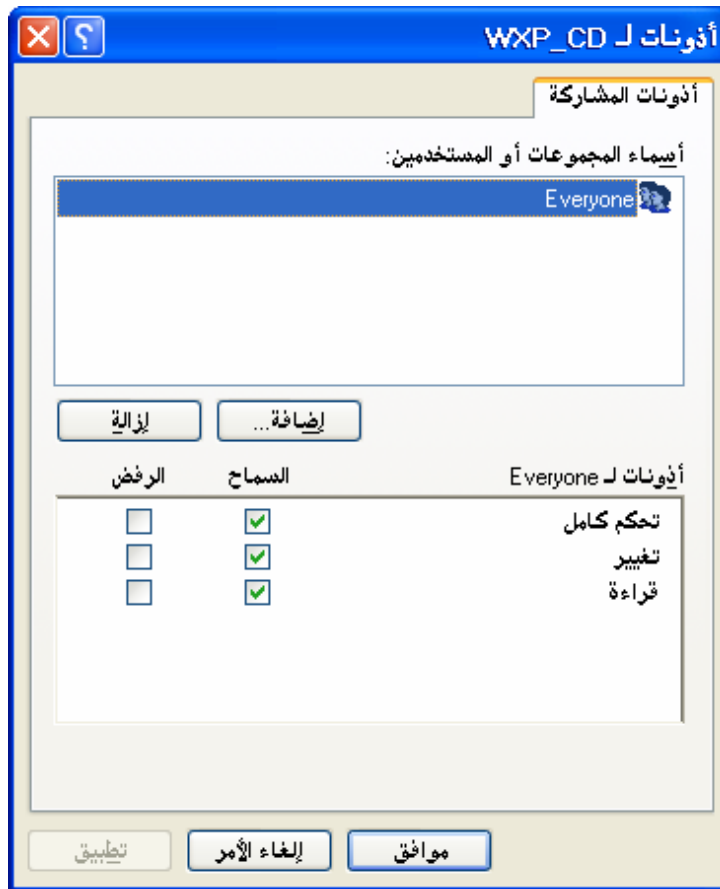 أذونات لـ WXP_CD
أذونات المشاركة
أسماء المجموعات أو المستخدمين:
Everyone
إضافة... إزالة
أذونات لـ Everyone السماح الرفض
تحكم كامل
تغيير
قراءة
موافق إلغاء الأمر تطبيق